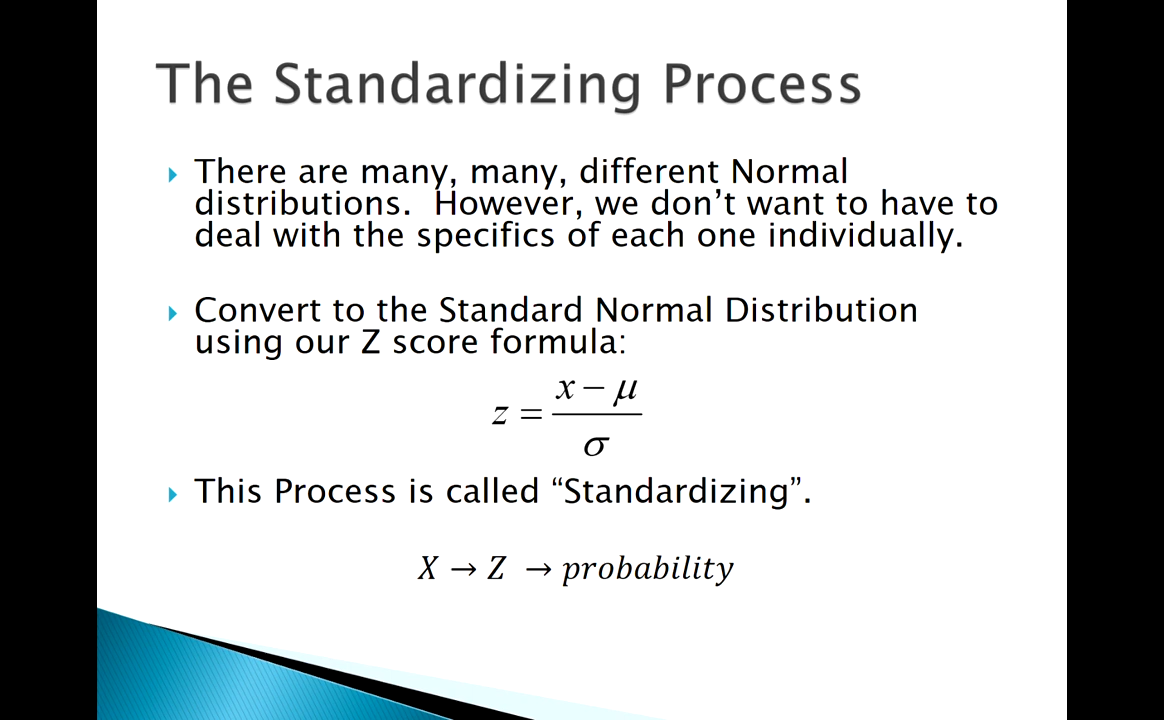 The Standardizing Process
There are many, many, different Normal
distributions.  However, we don’t want to have to
deal with the specifics of each one individually.
Convert to the Standard Normal Distribution
using our Z score formula:
z = (x − μ) / σ
This Process is called “Standardizing”.
X → Z → probability